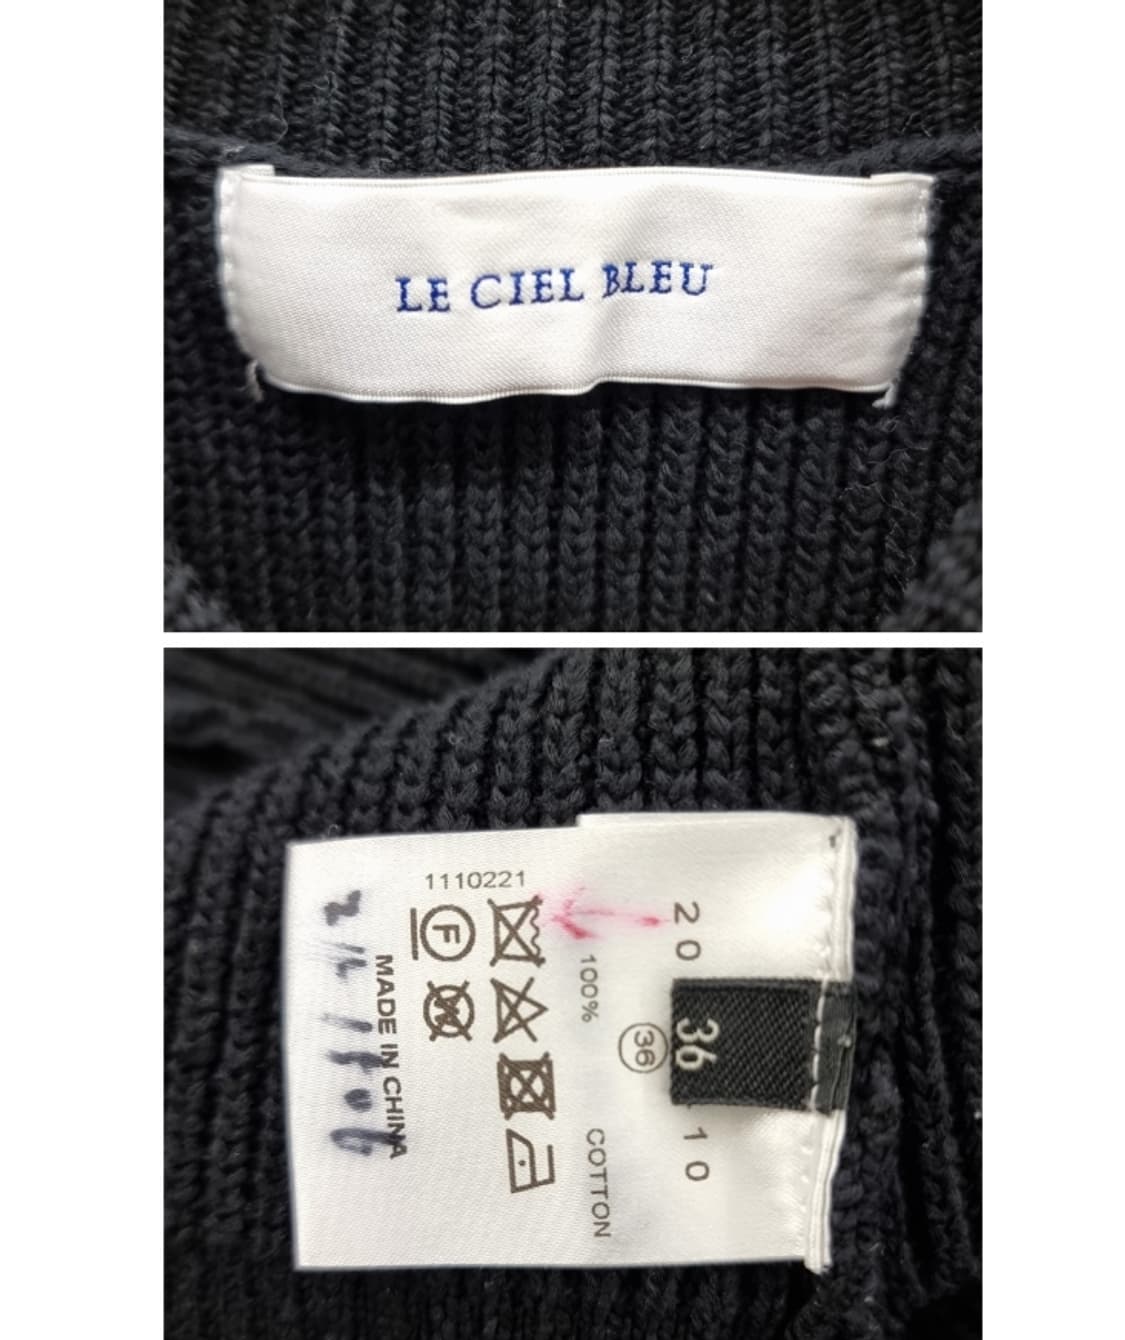 LE CIEL BLEU
1110221
20
10
36
36
100%
COTTON
F
W
MADE IN CHINA